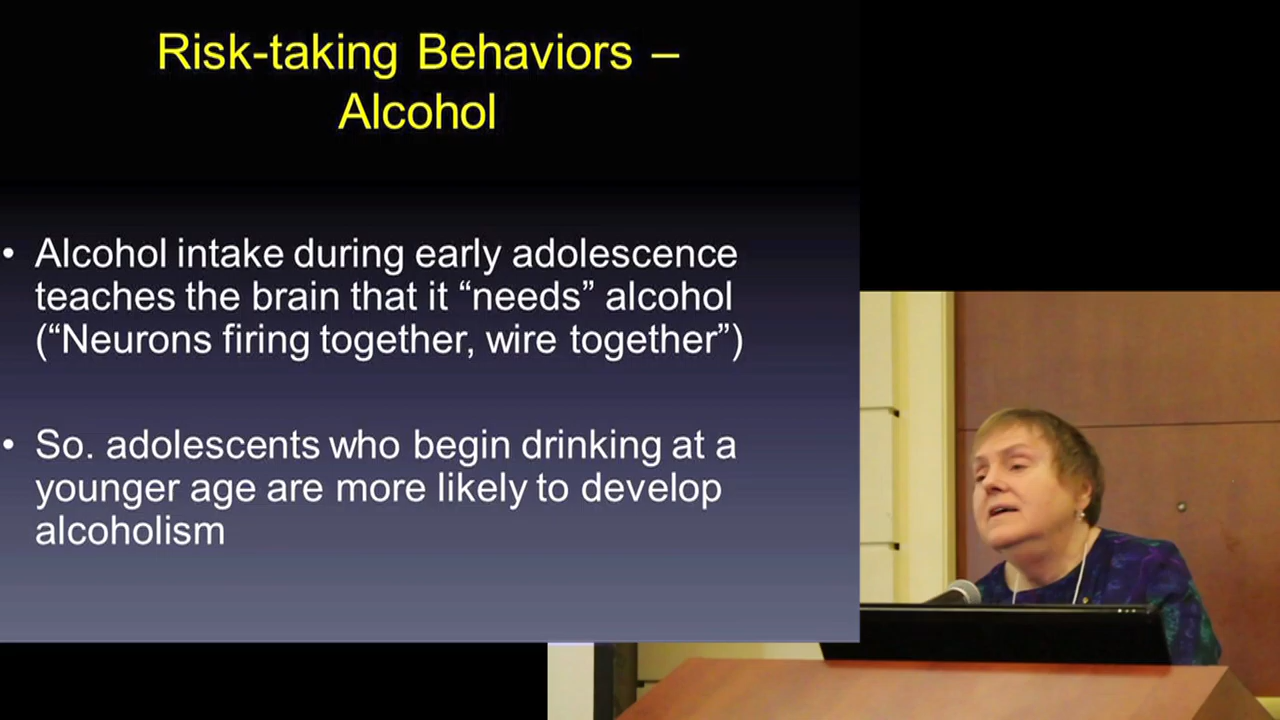 Risk-taking Behaviors –
Alcohol
• Alcohol intake during early adolescence
teaches the brain that it “needs” alcohol
(“Neurons firing together, wire together”)
• So. adolescents who begin drinking at a
younger age are more likely to develop
alcoholism